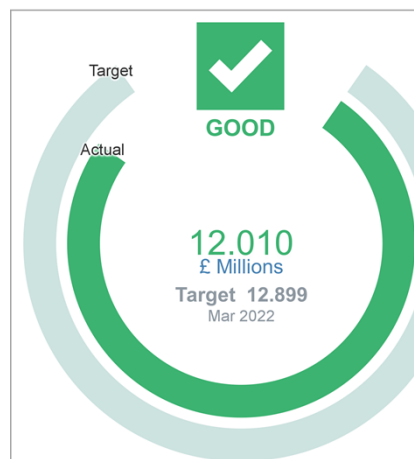 Target
GOOD
Actual
12.010
£ Millions
Target 12.899
Mar 2022